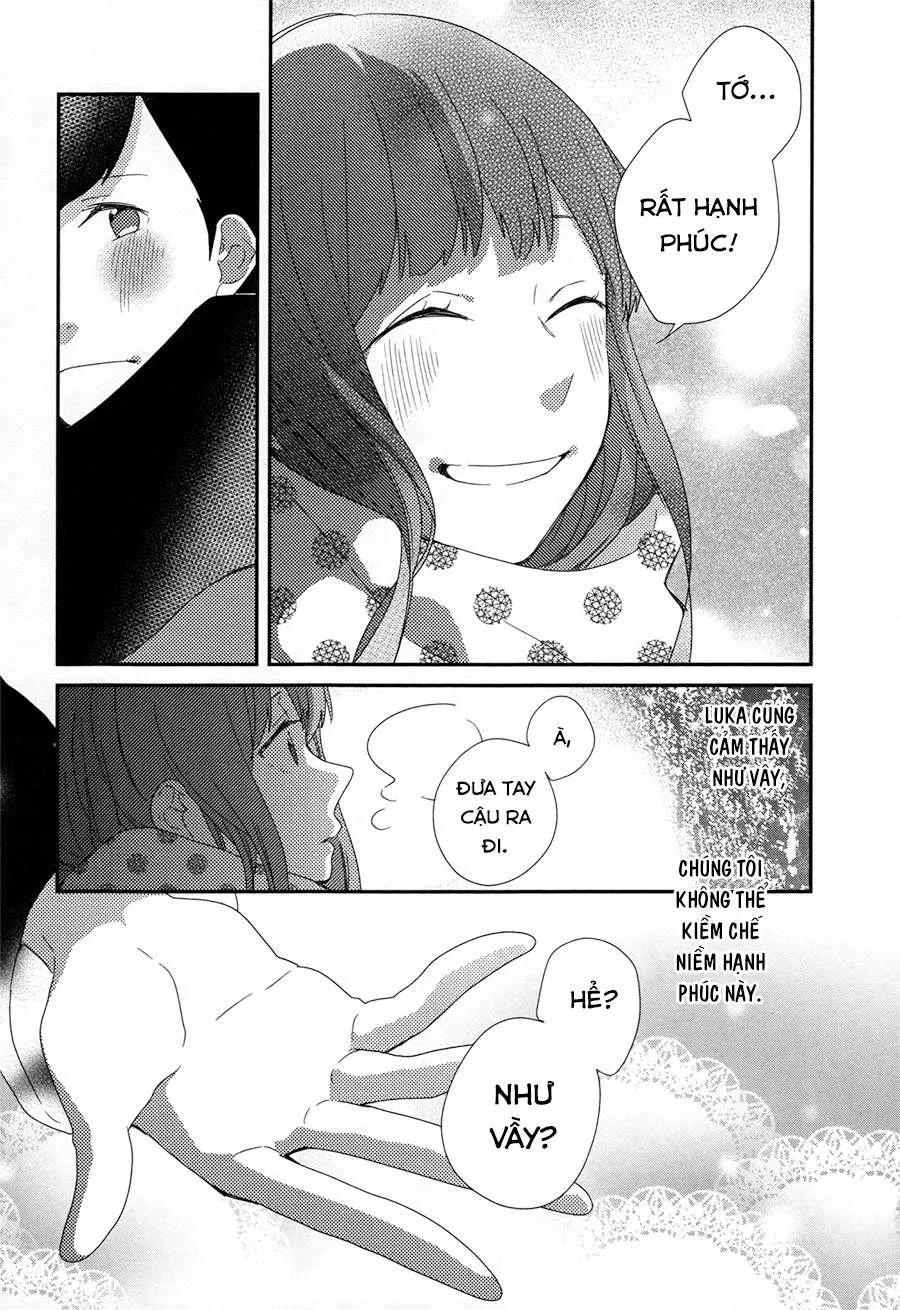 TỚ...
RẤT HẠNH
PHÚC!
LUKA CŨNG
CẢM THẤY
NHƯ VẬY,
À,
ĐƯA TAY
CẬU RA
ĐI.
CHÚNG TÔI
KHÔNG THỂ
KIỀM CHẾ
NIỀM HẠNH
PHÚC NÀY.
HỂ?
NHƯ
VẦY?